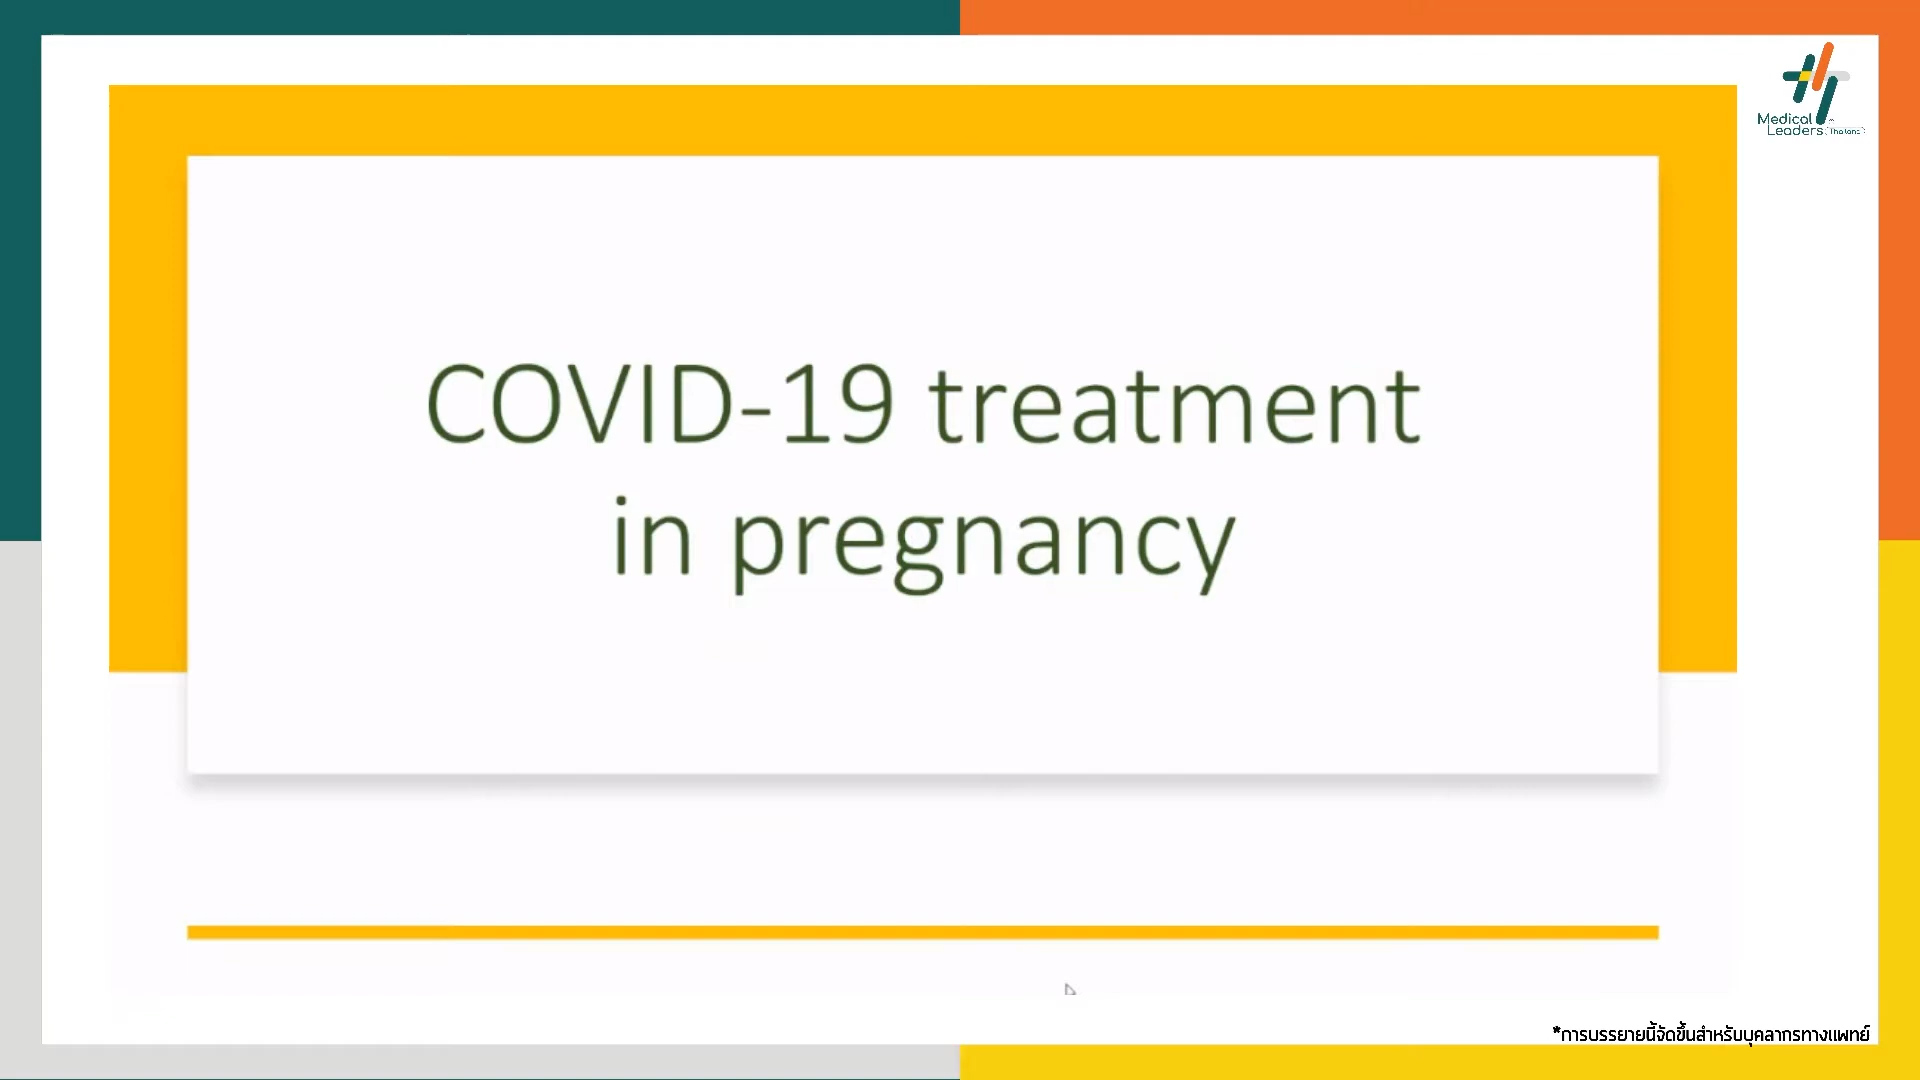 Medical
Leaders (Thailand)
COVID-19 treatment
in pregnancy
*การบรรยายนี้จัดขึ้นสำหรับบุคลากรทางแพทย์